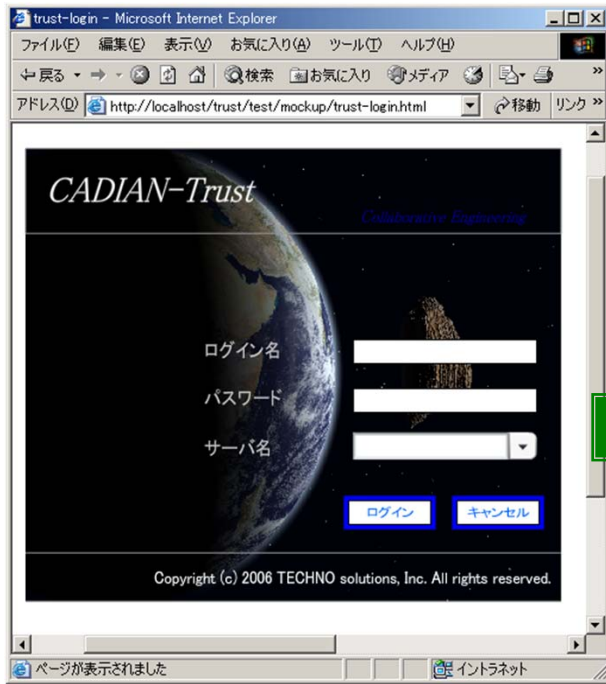 trust-login - Microsoft Internet Explorer
ファイル(F) 編集(E) 表示(V) お気に入り(A) ツール(T) ヘルプ(H)
戻る 検索 お気に入り メディア »
アドレス(D) http://localhost/trust/test/mockup/trust-login.html 移動 リンク »
CADIAN-Trust
Collaborative Engineering
ログイン名
パスワード
サーバ名
ログイン キャンセル
Copyright (c) 2006 TECHNO solutions, Inc. All rights reserved.
ページが表示されました イントラネット